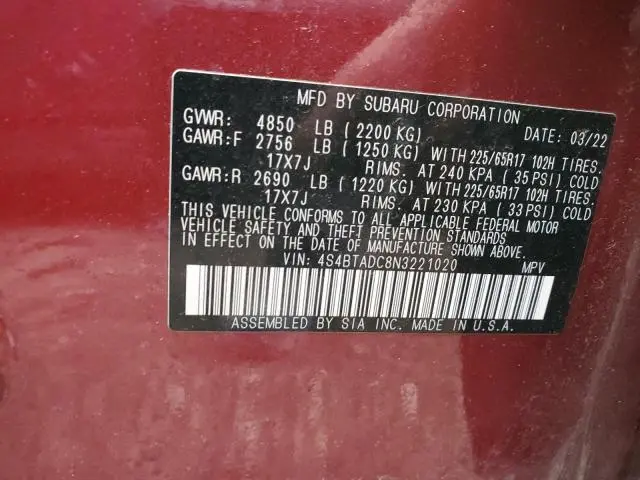 MFD BY SUBARU CORPORATION
GVWR: 4850 LB (2200 KG) DATE: 03/22
GAWR:F 2756 LB (1250 KG) WITH 225/65R17 102H TIRES.
17X7J RIMS. AT 240 KPA (35 PSI) COLD
GAWR:R 2690 LB (1220 KG) WITH 225/65R17 102H TIRES.
17X7J RIMS. AT 230 KPA (33 PSI) COLD
THIS VEHICLE CONFORMS TO ALL APPLICABLE FEDERAL MOTOR
VEHICLE SAFETY AND THEFT PREVENTION STANDARDS
IN EFFECT ON THE DATE OF MANUFACTURE SHOWN ABOVE.
VIN: 4S4BTADC8N3221020 MPV
ASSEMBLED BY SIA INC. MADE IN U.S.A.